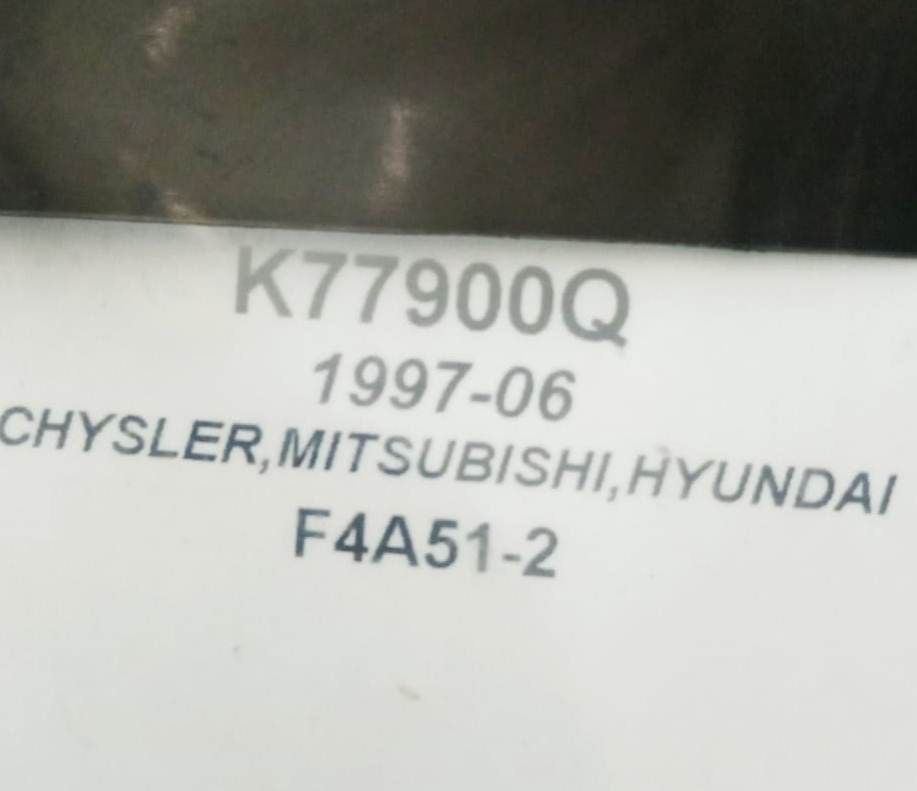 K77900Q
1997-06
CHYSLER,MITSUBISHI,HYUNDAI
F4A51-2